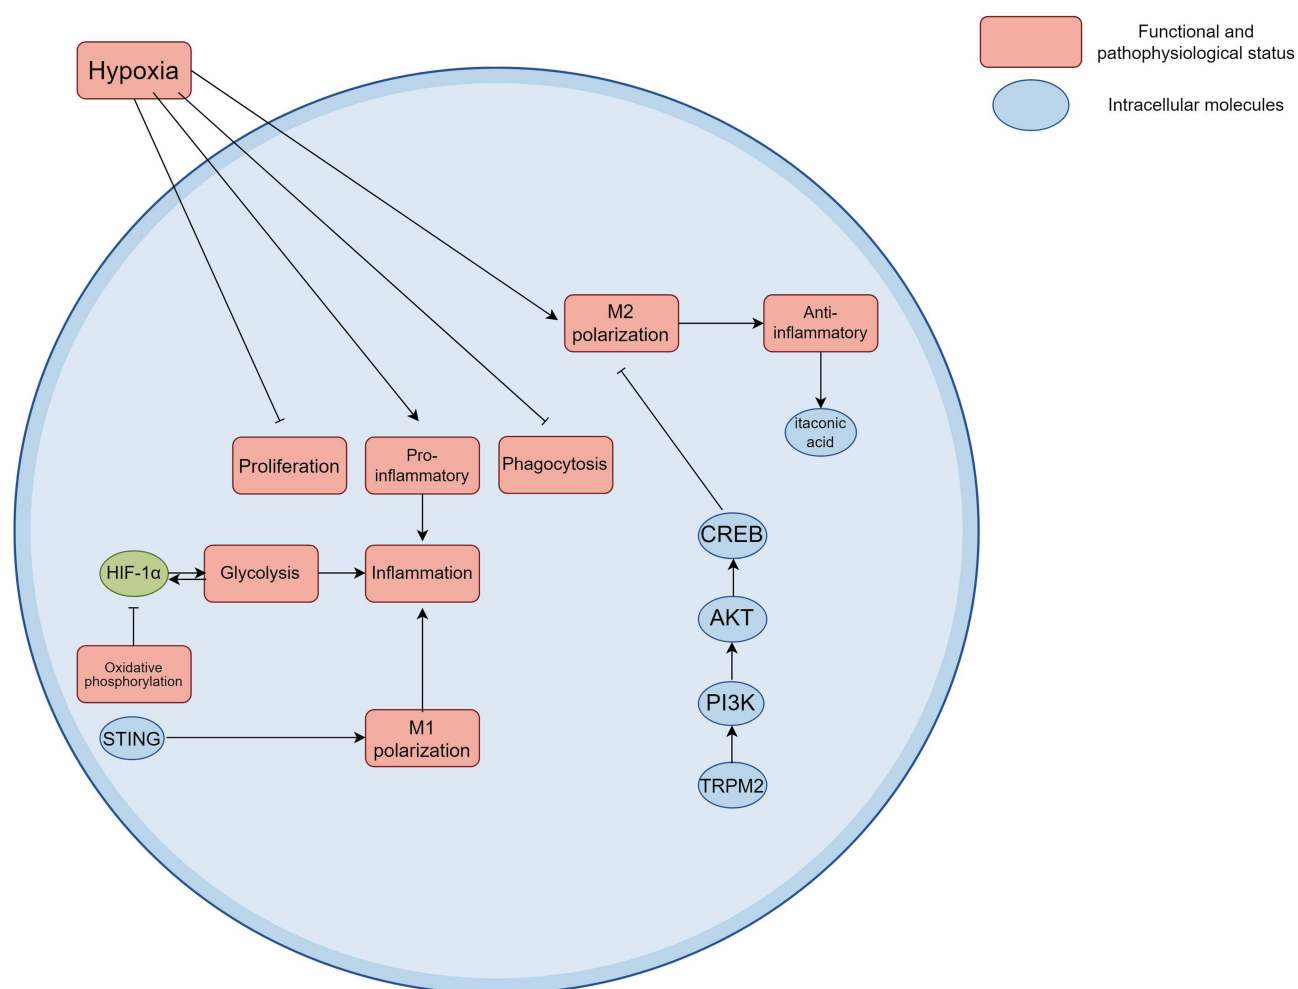 Functional and
pathophysiological status
Intracellular molecules
Hypoxia
M2
polarization
Anti-
inflammatory
itaconic
acid
Proliferation
Pro-
inflammatory
Phagocytosis
CREB
HIF-1α
Glycolysis
Inflammation
AKT
Oxidative
phosphorylation
PI3K
STING
M1
polarization
TRPM2